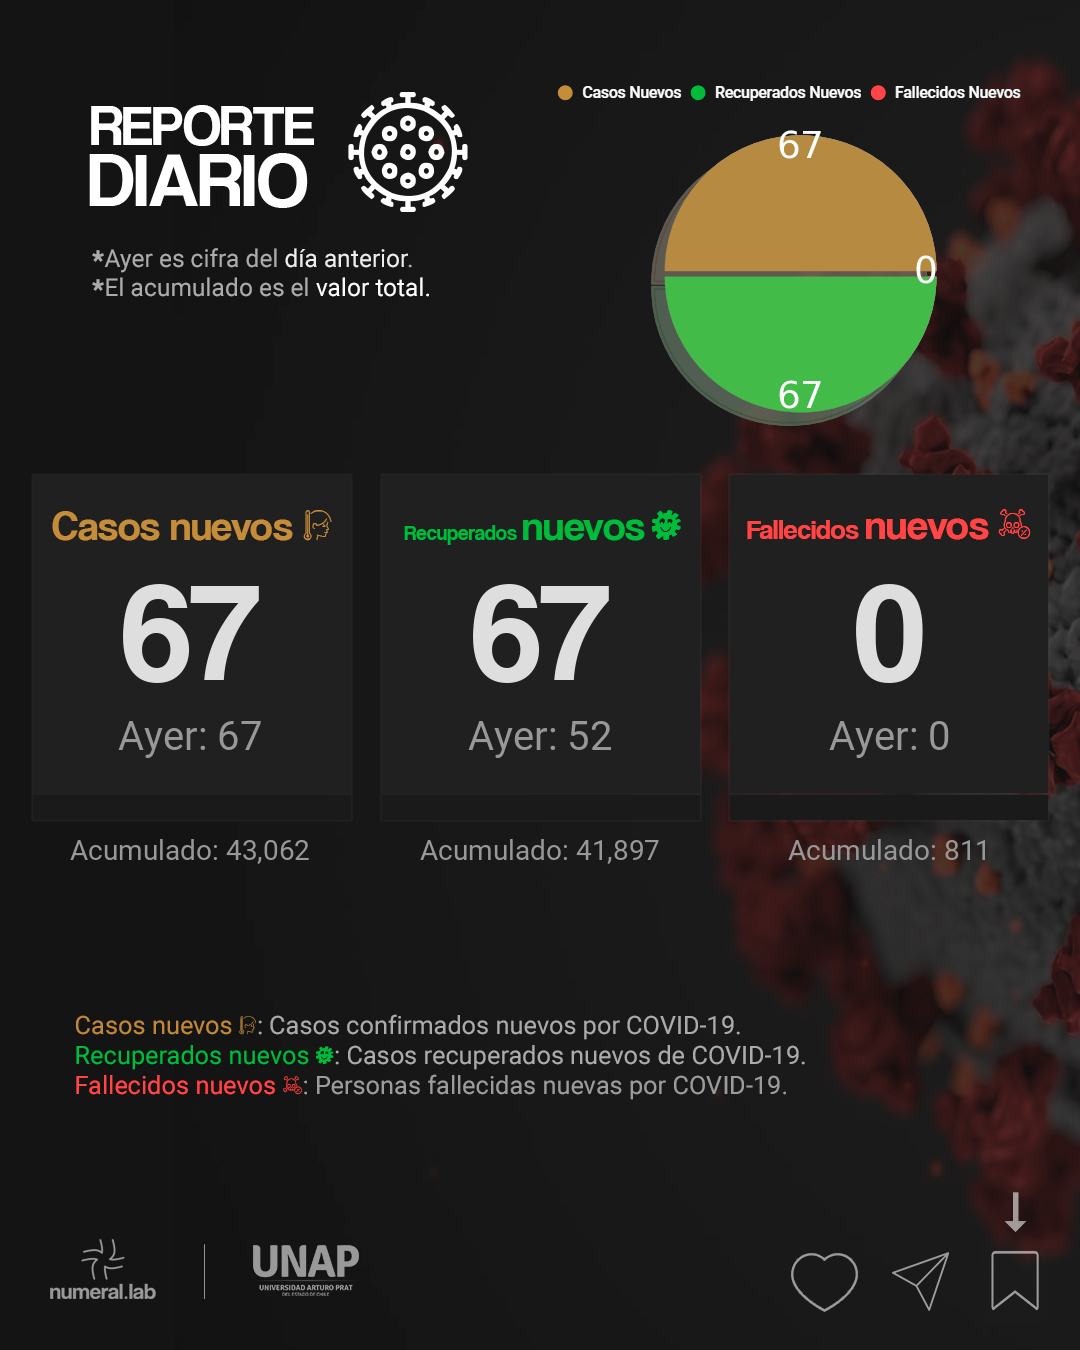 REPORTE
DIARIO
*Ayer es cifra del día anterior.
*El acumulado es el valor total.
Casos Nuevos Recuperados Nuevos Fallecidos Nuevos
67
0
67
Casos nuevos
67
Ayer: 67
Acumulado: 43,062
Recuperados nuevos
67
Ayer: 52
Acumulado: 41,897
Fallecidos nuevos
0
Ayer: 0
Acumulado: 811
Casos nuevos : Casos confirmados nuevos por COVID-19.
Recuperados nuevos : Casos recuperados nuevos de COVID-19.
Fallecidos nuevos : Personas fallecidas nuevas por COVID-19.
numeral.lab
UNAP
UNIVERSIDAD ARTURO PRAT
DEL ESTADO DE CHILE